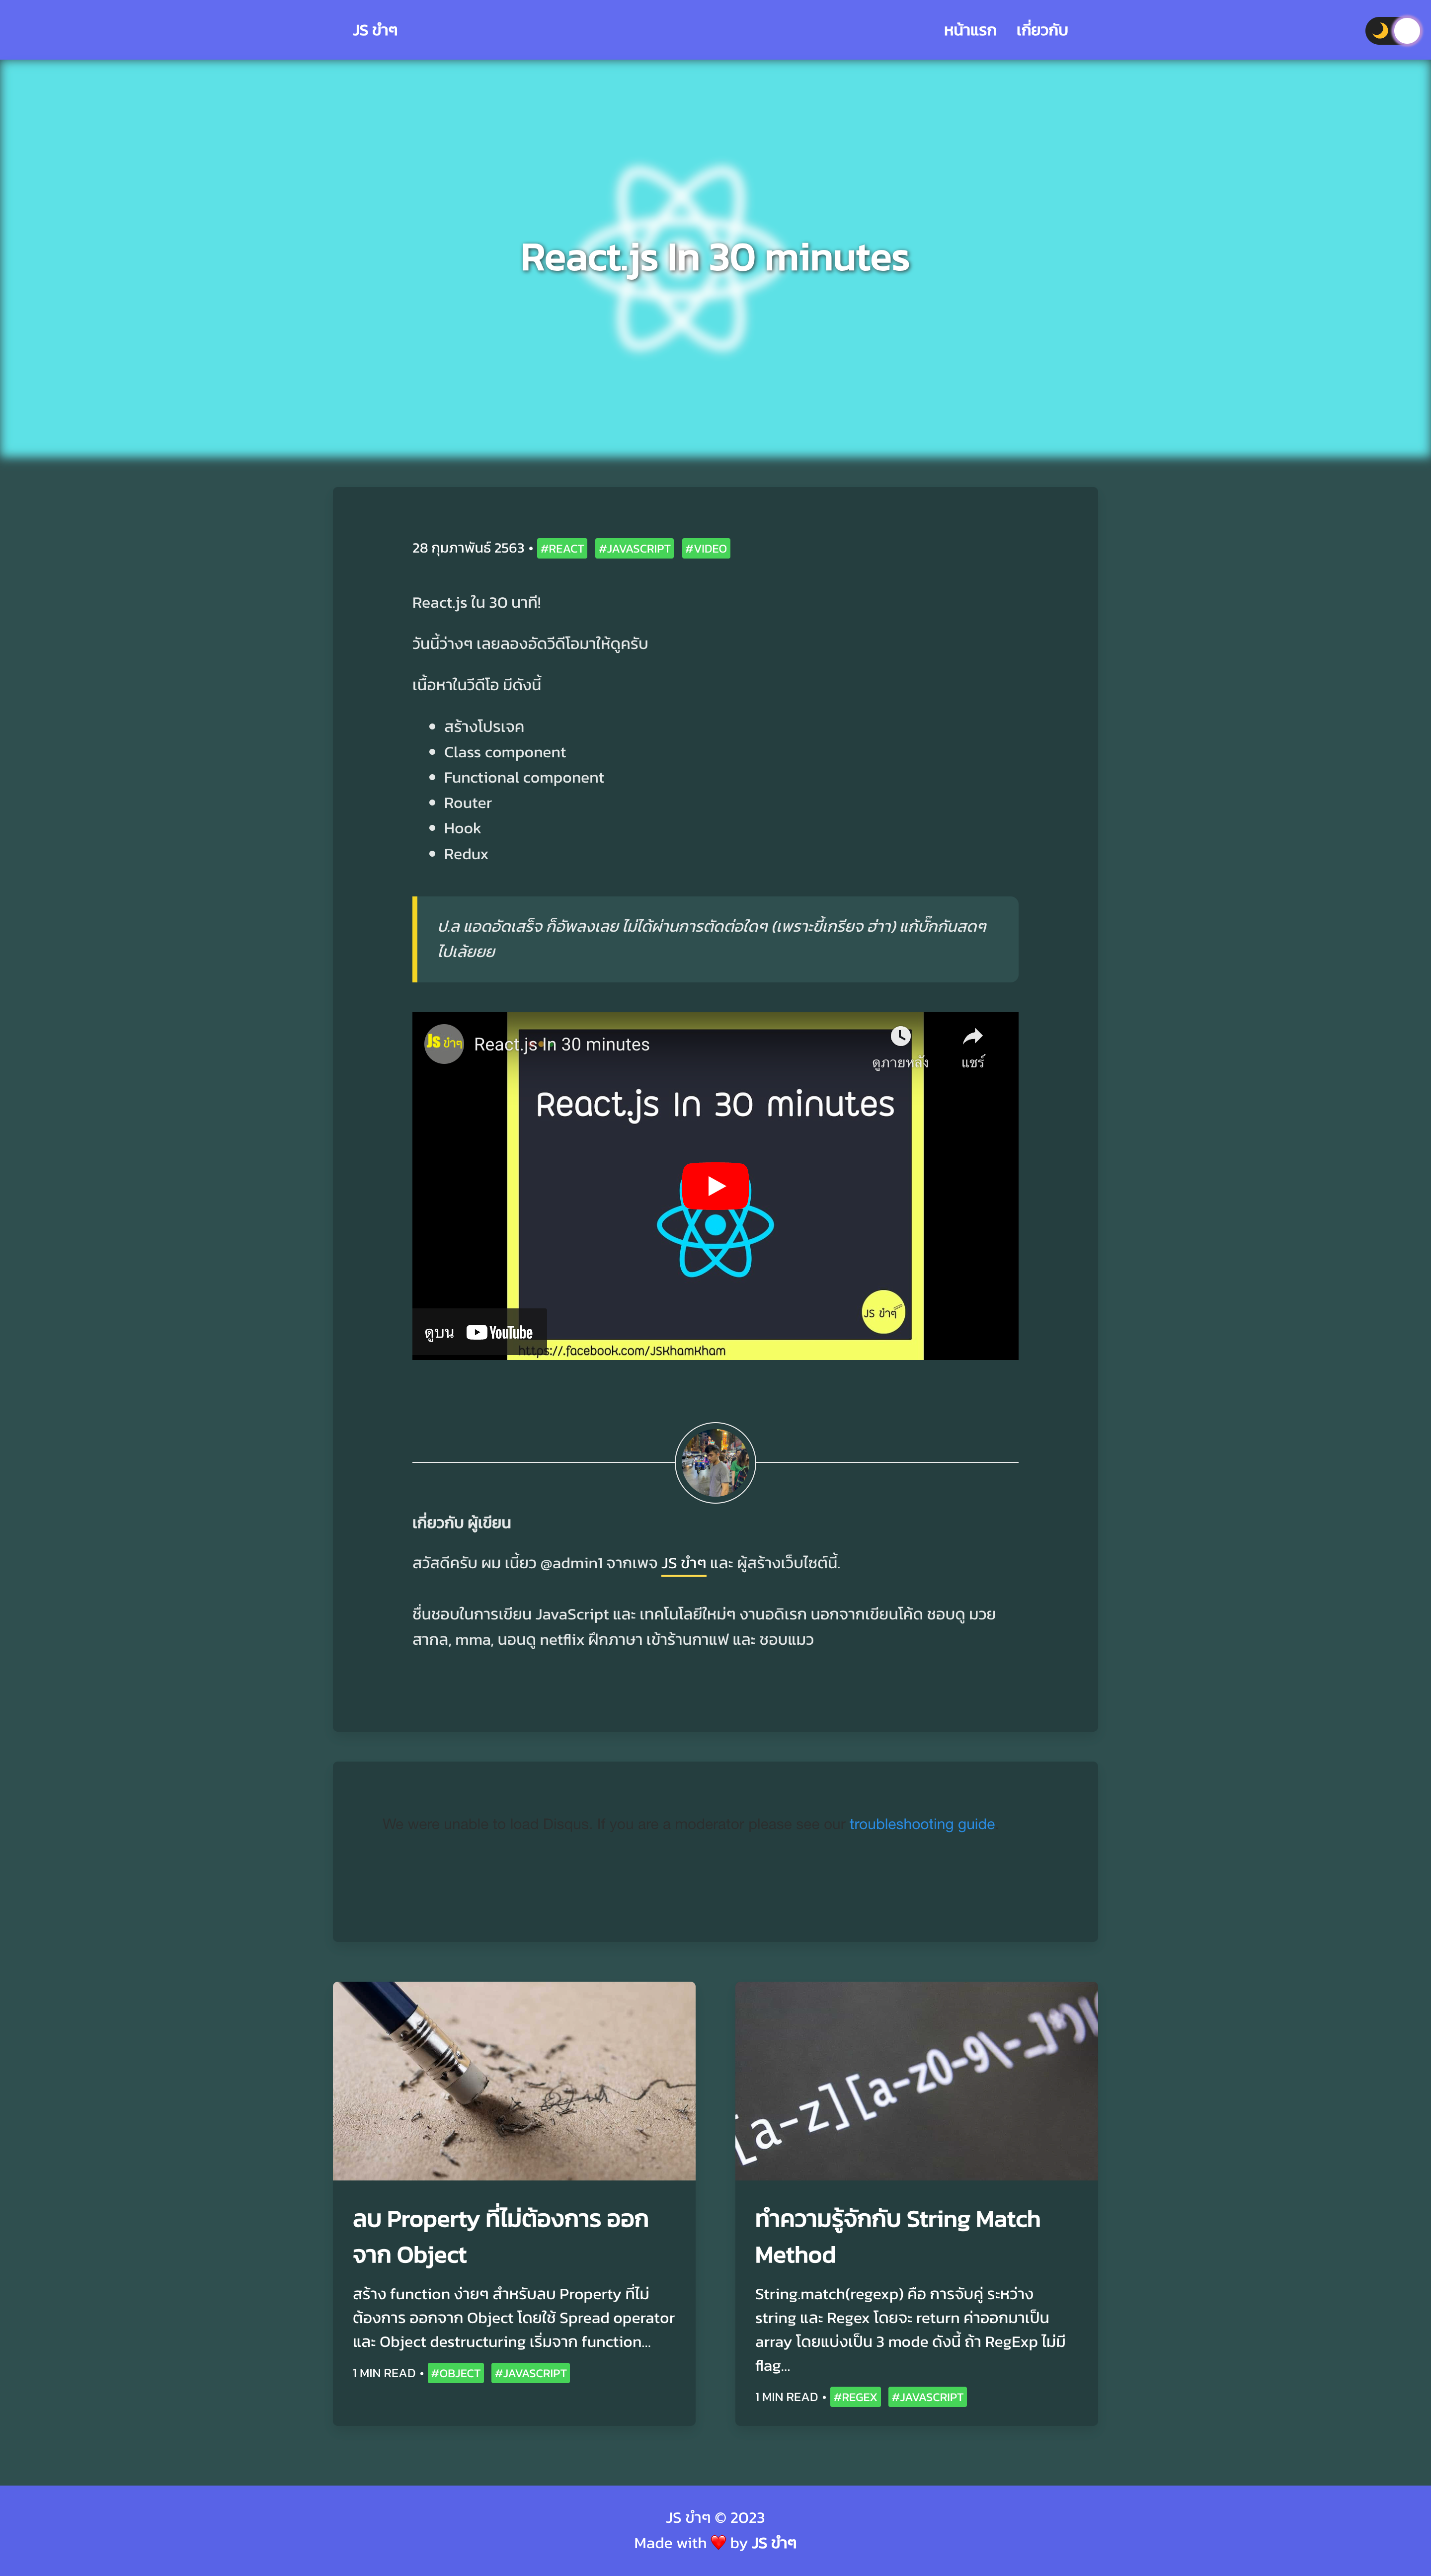 JS ขำๆ
หน้าแรก เกี่ยวกับ
React.js In 30 minutes
28 กุมภาพันธ์ 2563 • #REACT #JAVASCRIPT #VIDEO
React.js ใน 30 นาที!
วันนี้ว่างๆ เลยลองอัดวีดีโอมาให้ดูครับ
เนื้อหาในวีดีโอ มีดังนี้
สร้างโปรเจค
Class component
Functional component
Router
Hook
Redux
ป.ล แอดอัดเสร็จ ก็อัพลงเลย ไม่ได้ผ่านการตัดต่อใดๆ (เพราะขี้เกรียจ ฮ่าา) แก้บั๊กกันสดๆ
ไปเล้ยยย
JS ขำๆ
React.js In 30 minutes
ดูภายหลัง
แชร์
React.js In 30 minutes
JS ขำๆ
ดูบน YouTube
https://.facebook.com/JSKhamKham
เกี่ยวกับ ผู้เขียน
สวัสดีครับ ผม เนี้ยว @admin1 จากเพจ JS ขำๆ และ ผู้สร้างเว็บไซต์นี้.
ชื่นชอบในการเขียน JavaScript และ เทคโนโลยีใหม่ๆ งานอดิเรก นอกจากเขียนโค้ด ชอบดู มวย
สากล, mma, นอนดู netflix ฝึกภาษา เข้าร้านกาแฟ และ ชอบแมว
We were unable to load Disqus. If you are a moderator please see our troubleshooting guide
[a-z][a-z0-9\-_]*)(
ลบ Property ที่ไม่ต้องการ ออก
จาก Object
สร้าง function ง่ายๆ สำหรับลบ Property ที่ไม่
ต้องการ ออกจาก Object โดยใช้ Spread operator
และ Object destructuring เริ่มจาก function...
1 MIN READ • #OBJECT #JAVASCRIPT
ทำความรู้จักกับ String Match
Method
String.match(regexp) คือ การจับคู่ ระหว่าง
string และ Regex โดยจะ return ค่าออกมาเป็น
array โดยแบ่งเป็น 3 mode ดังนี้ ถ้า RegExp ไม่มี
flag...
1 MIN READ • #REGEX #JAVASCRIPT
JS ขำๆ © 2023
Made with ❤️ by JS ขำๆ